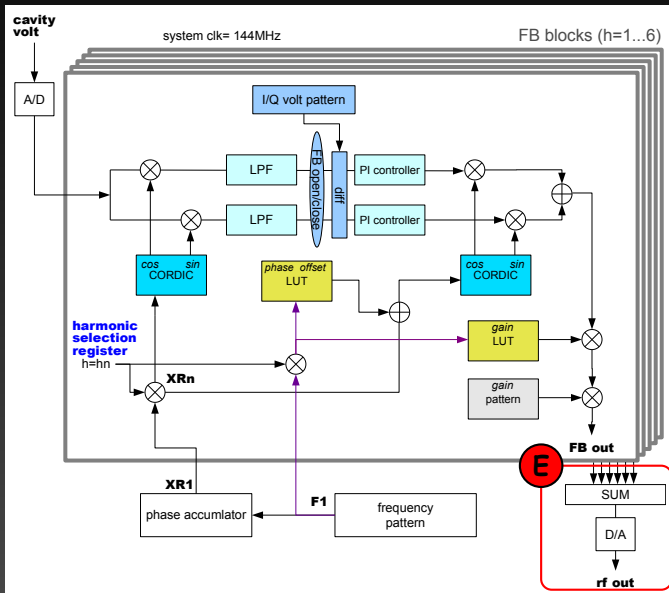 cavity
volt
system clk= 144MHz
FB blocks (h=1...6)
A/D
I/Q volt pattern
LPF
FB open/close
diff
PI controller
LPF
PI controller
cos sin
CORDIC
phase offset
LUT
cos sin
CORDIC
harmonic
selection
register
h=hn
gain
LUT
XRn
gain
pattern
FB out
E
XR1
F1
phase accumlator
frequency
pattern
SUM
D/A
rf out